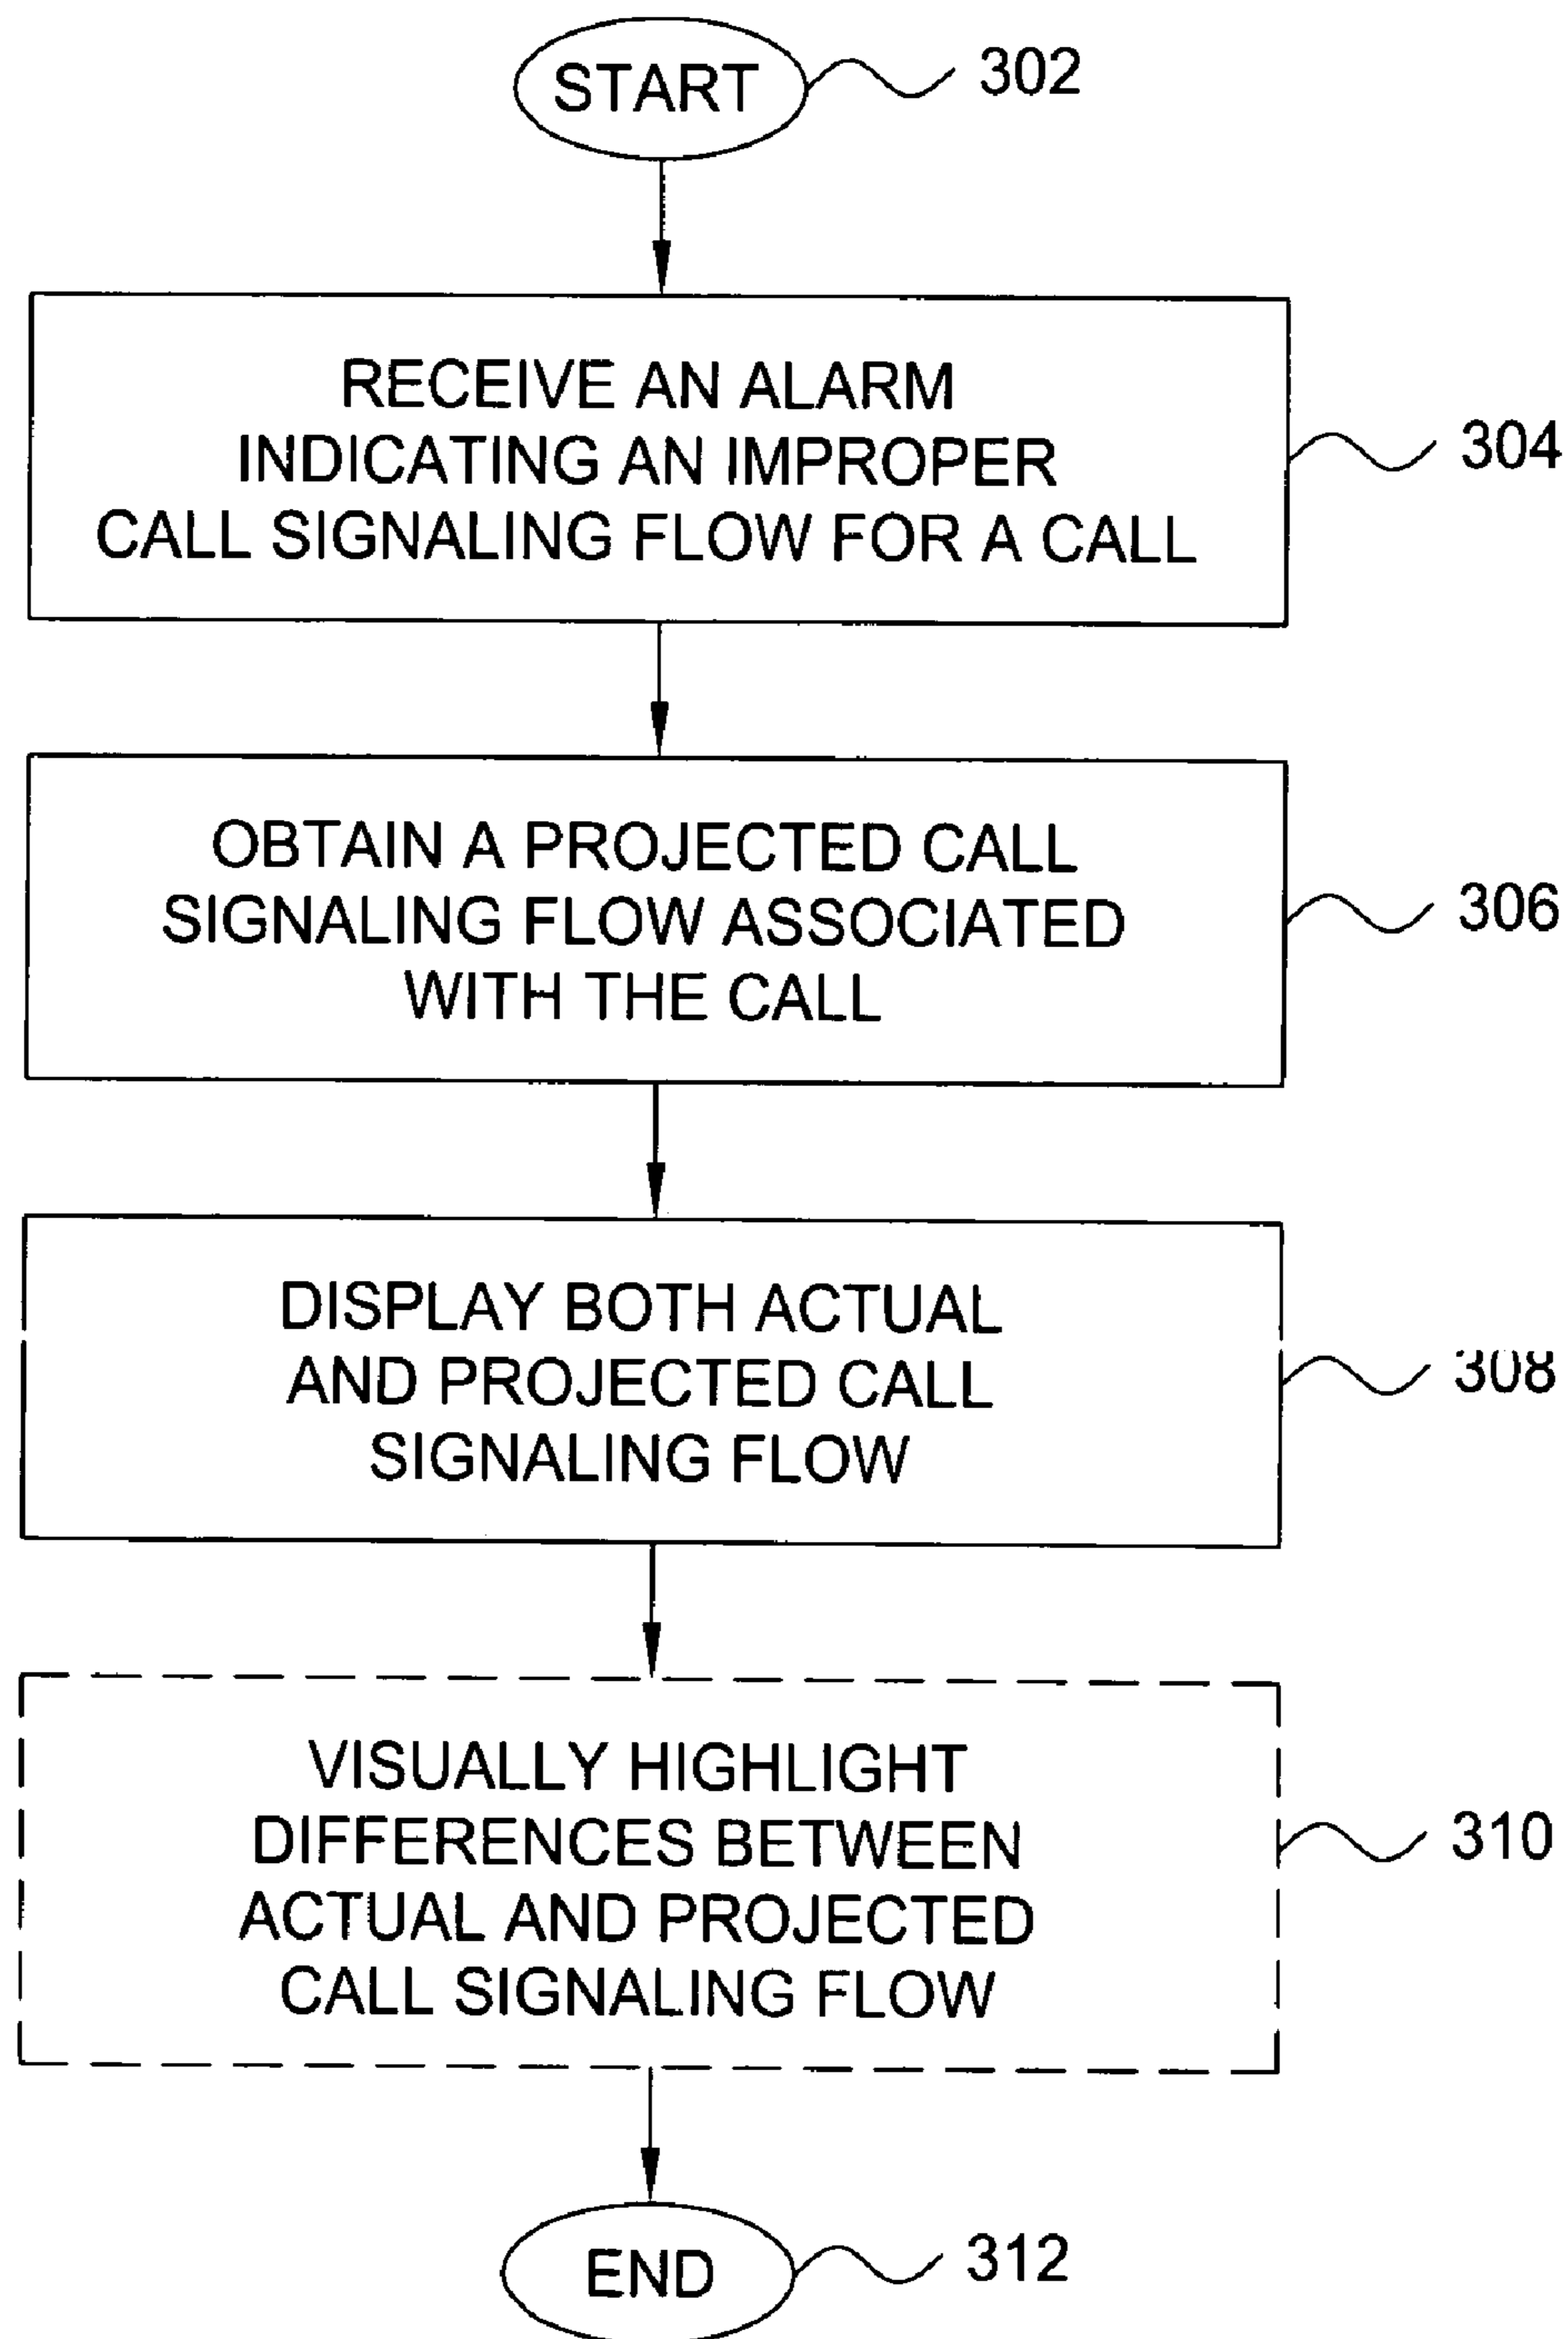 START
302
RECEIVE AN ALARM
INDICATING AN IMPROPER
CALL SIGNALING FLOW FOR A CALL
304
OBTAIN A PROJECTED CALL
SIGNALING FLOW ASSOCIATED
WITH THE CALL
306
DISPLAY BOTH ACTUAL
AND PROJECTED CALL
SIGNALING FLOW
308
VISUALLY HIGHLIGHT
DIFFERENCES BETWEEN
ACTUAL AND PROJECTED
CALL SIGNALING FLOW
310
END
312